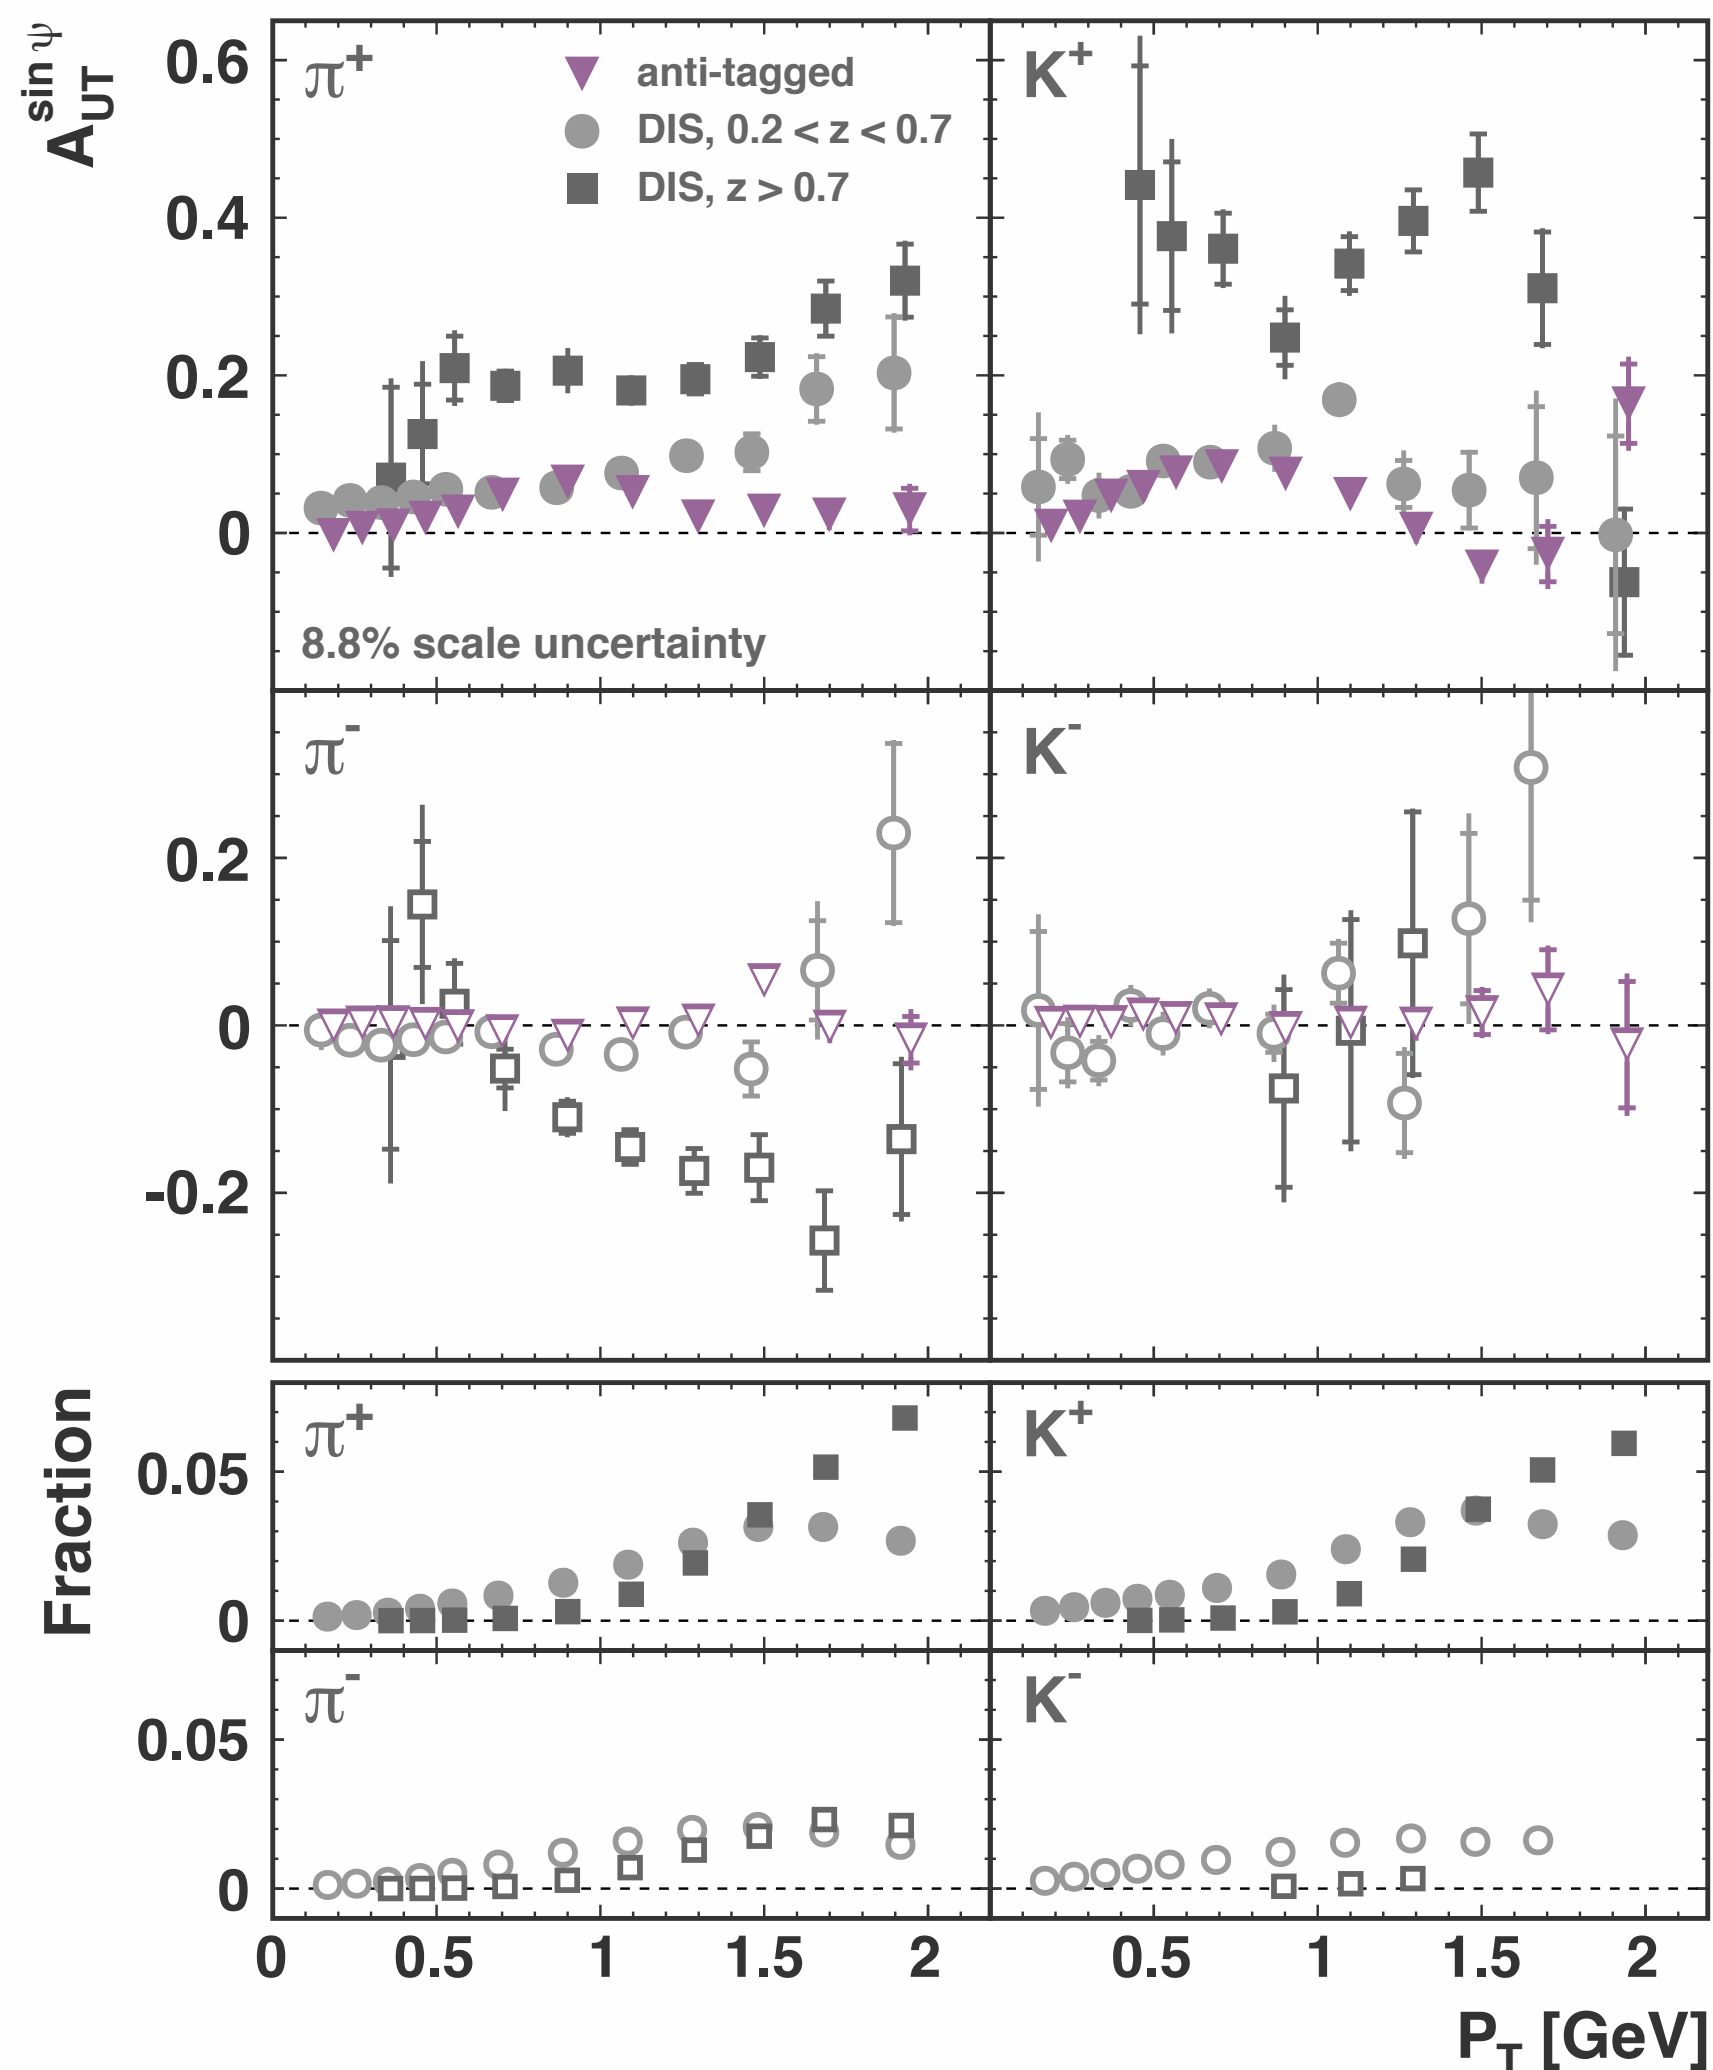 A_UT^sin ψ
0.6
0.4
0.2
0
π+
anti-tagged
DIS, 0.2 < z < 0.7
DIS, z > 0.7
8.8% scale uncertainty
K+
0.2
0
-0.2
π-
K-
Fraction
0.05
0
π+
K+
0.05
0
π-
K-
0 0.5 1 1.5 2
0.5 1 1.5 2
P_T [GeV]